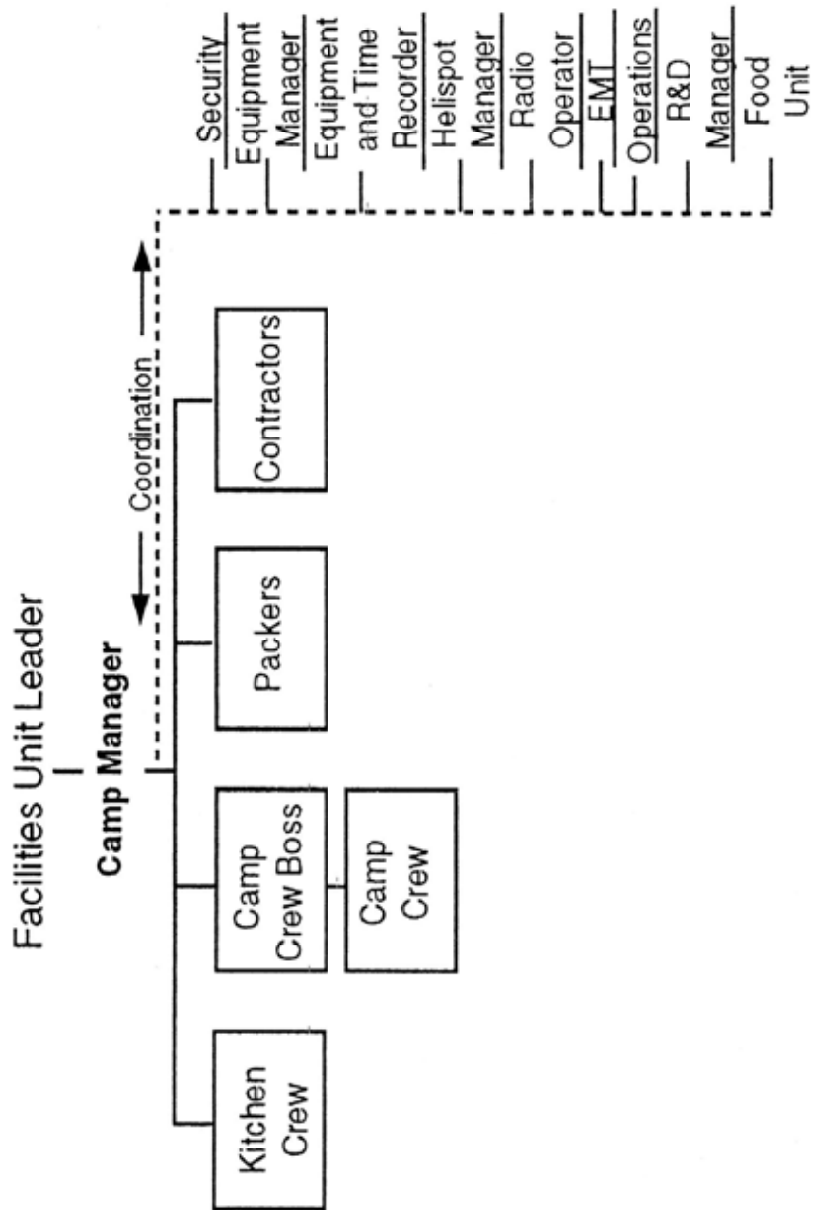 Facilities Unit Leader
Camp Manager
Coordination
Kitchen
Crew
Camp
Crew Boss
Camp
Crew
Packers
Contractors
Security
Equipment
Manager
Equipment
and Time
Recorder
Helispot
Manager
Radio
Operator
EMT
Operations
R&D
Manager
Food
Unit